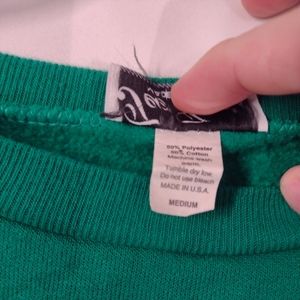 50% Polyester
50% Cotton
Machine wash
warm.
Tumble dry low.
Do not use bleach
MADE IN U.S.A.
MEDIUM